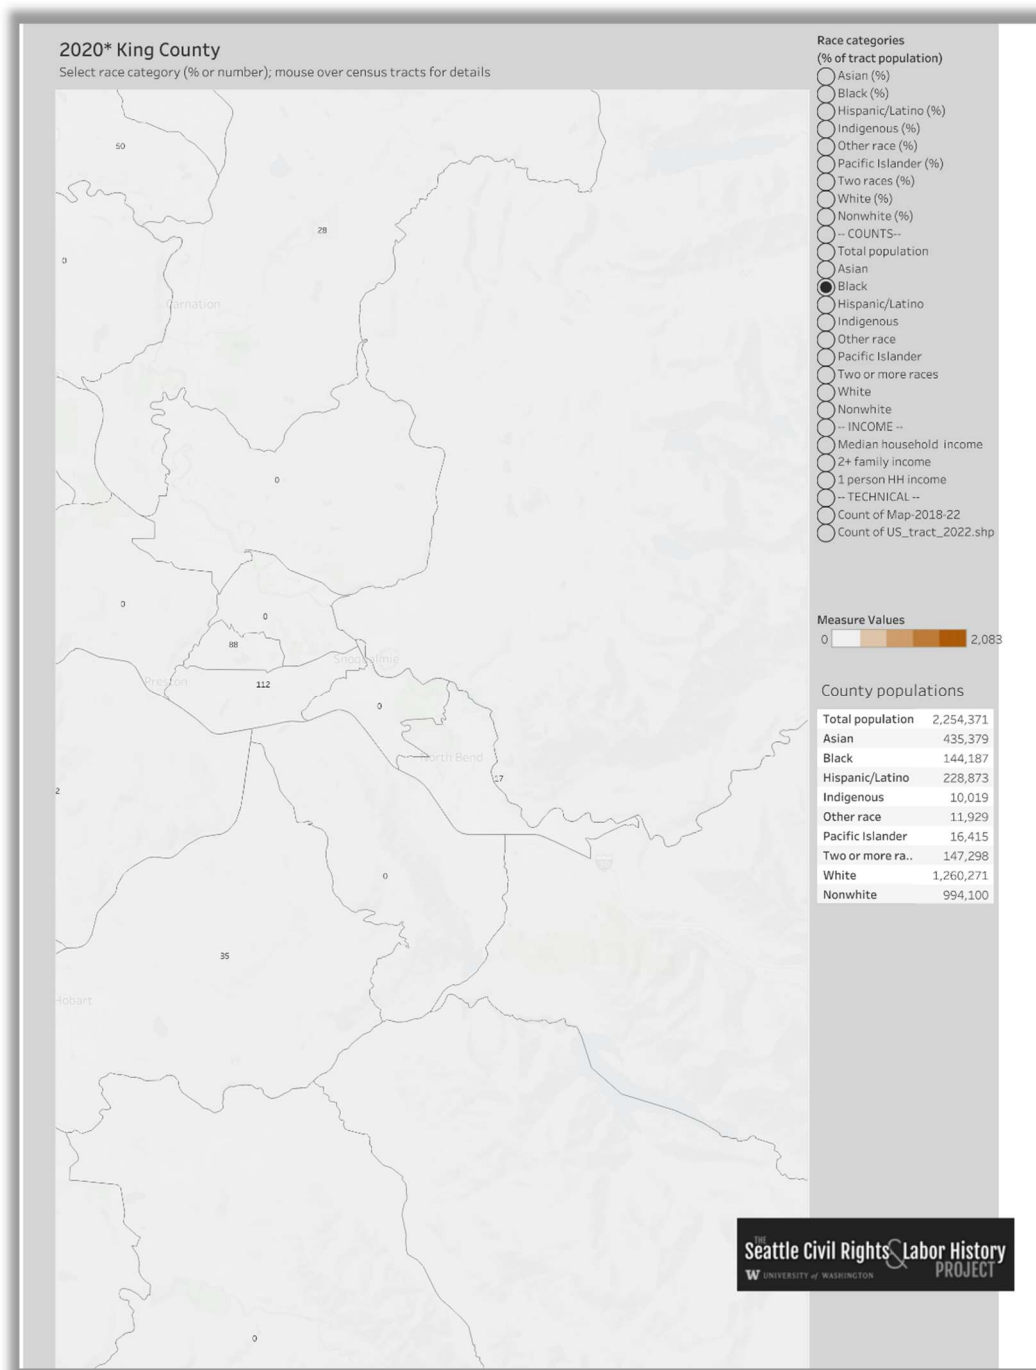 2020* King County
Select race category (% or number); mouse over census tracts for details
50
28
0
Carnation
0
0
0
88
Snoqualmie
Preston
112
0
North Bend
17
2
0
35
Hobart
0
Race categories
(% of tract population)
Asian (%)
Black (%)
Hispanic/Latino (%)
Indigenous (%)
Other race (%)
Pacific Islander (%)
Two races (%)
White (%)
Nonwhite (%)
-- COUNTS--
Total population
Asian
Black
Hispanic/Latino
Indigenous
Other race
Pacific Islander
Two or more races
White
Nonwhite
-- INCOME --
Median household income
2+ family income
1 person HH income
-- TECHNICAL --
Count of Map-2018-22
Count of US_tract_2022.shp
Measure Values
0 2,083
County populations
Total population 2,254,371
Asian 435,379
Black 144,187
Hispanic/Latino 228,873
Indigenous 10,019
Other race 11,929
Pacific Islander 16,415
Two or more ra.. 147,298
White 1,260,271
Nonwhite 994,100
THE
Seattle Civil Rights & Labor History
PROJECT
W UNIVERSITY of WASHINGTON